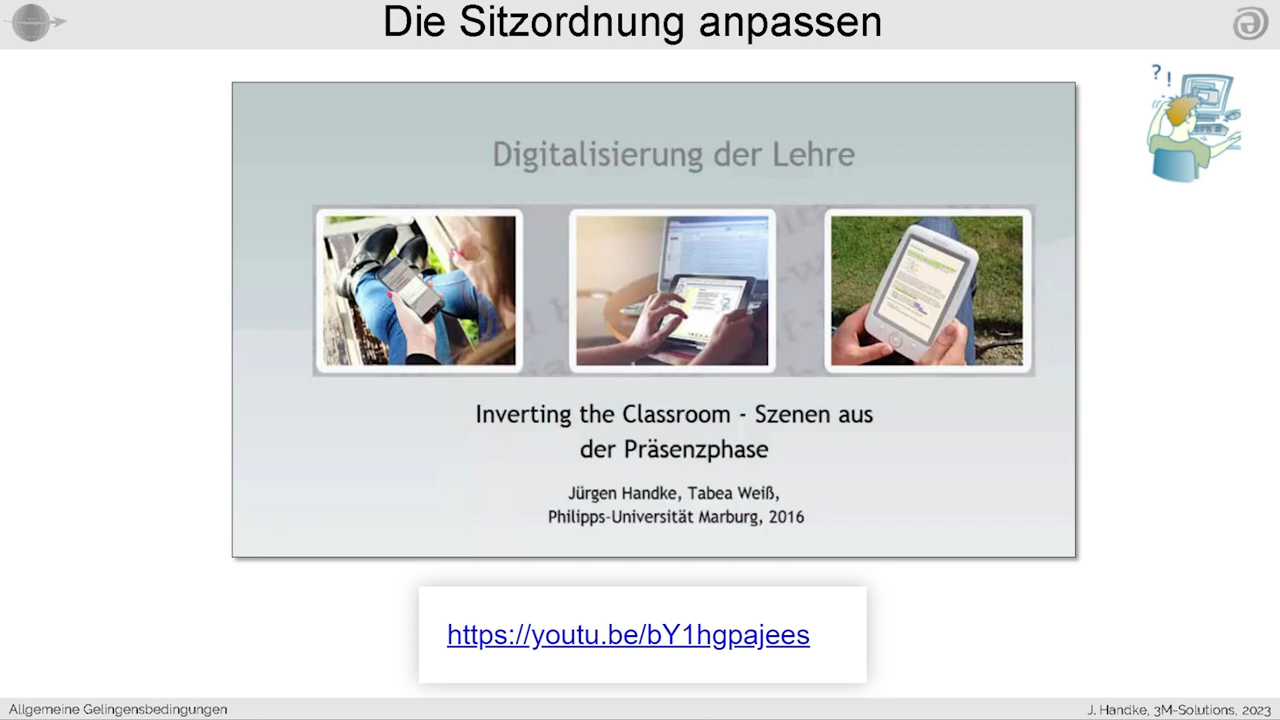 Die Sitzordnung anpassen
? !
Digitalisierung der Lehre
Inverting the Classroom - Szenen aus
der Präsenzphase
Jürgen Handke, Tabea Weiß,
Philipps-Universität Marburg, 2016
https://youtu.be/bY1hgpajees
Allgemeine Gelingensbedingungen
J. Handke, 3M-Solutions, 2023